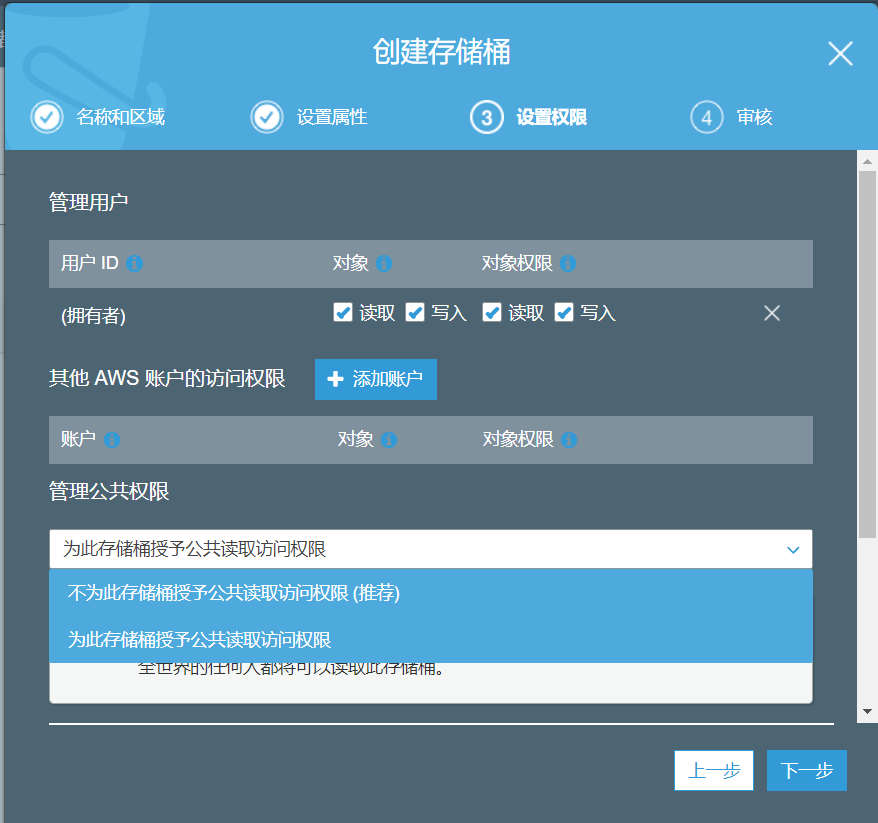 创建存储桶
名称和区域 设置属性 3 设置权限 4 审核
管理用户
用户 ID 对象 对象权限
(拥有者) 读取 写入 读取 写入
其他 AWS 账户的访问权限 添加账户
账户 对象 对象权限
管理公共权限
为此存储桶授予公共读取访问权限
不为此存储桶授予公共读取访问权限 (推荐)
为此存储桶授予公共读取访问权限
全世界的任何人都将可以读取此存储桶。
上一步 下一步